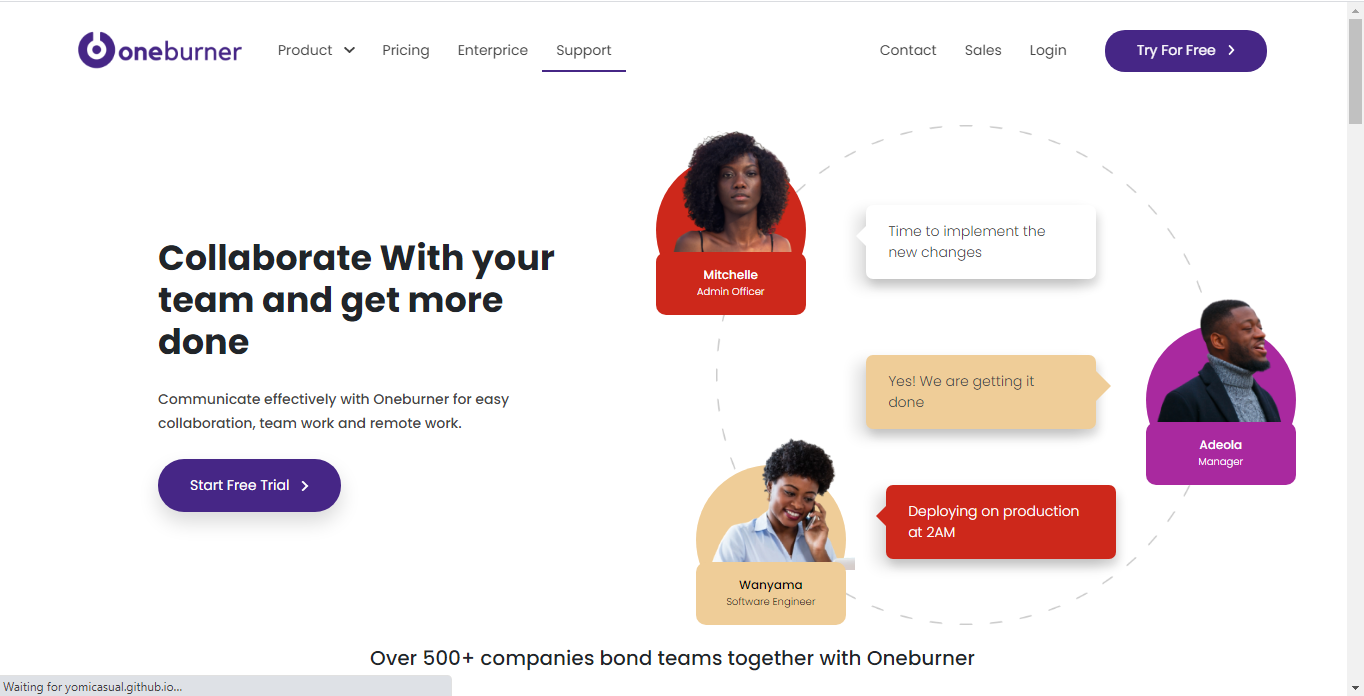 oneburner
Product
Pricing
Enterprice
Support
Contact
Sales
Login
Try For Free
Collaborate With your
team and get more
done
Communicate effectively with Oneburner for easy
collaboration, team work and remote work.
Start Free Trial
Mitchelle
Admin Officer
Time to implement the
new changes
Yes! We are getting it
done
Adeola
Manager
Deploying on production
at 2AM
Wanyama
Software Engineer
Over 500+ companies bond teams together with Oneburner
Waiting for yomicasual.github.io...